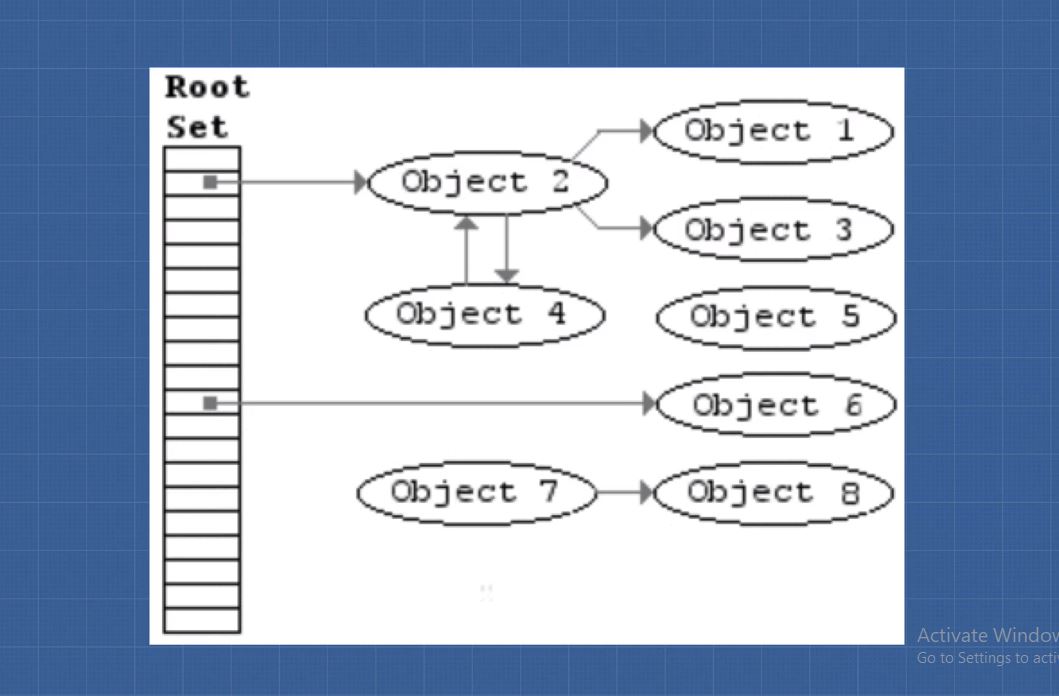 Root
Set
Object 1
Object 2
Object 3
Object 4
Object 5
Object 6
Object 7
Object 8
Activate Window
Go to Settings to acti